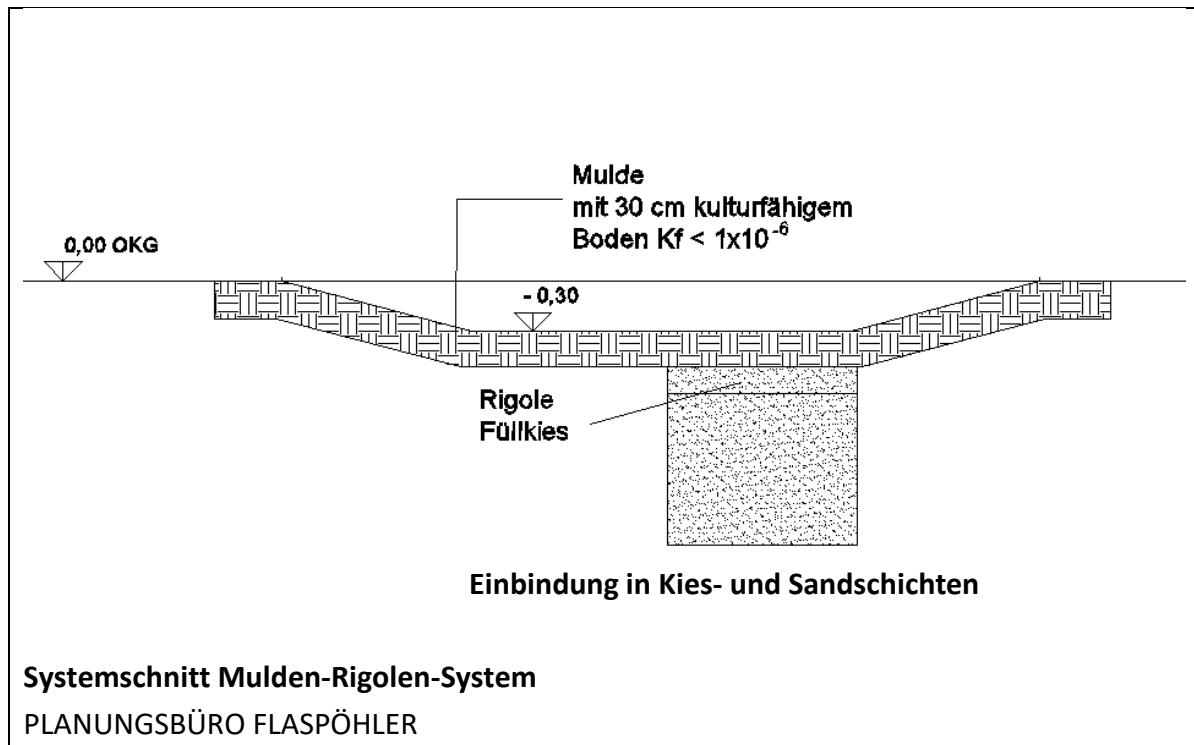 Mulde
mit 30 cm kulturfähigem
Boden Kf < 1x10⁻⁶
0,00 OKG
- 0,30
Rigole
Füllkies
Einbindung in Kies- und Sandschichten
Systemschnitt Mulden-Rigolen-System
PLANUNGSBÜRO FLASPÖHLER